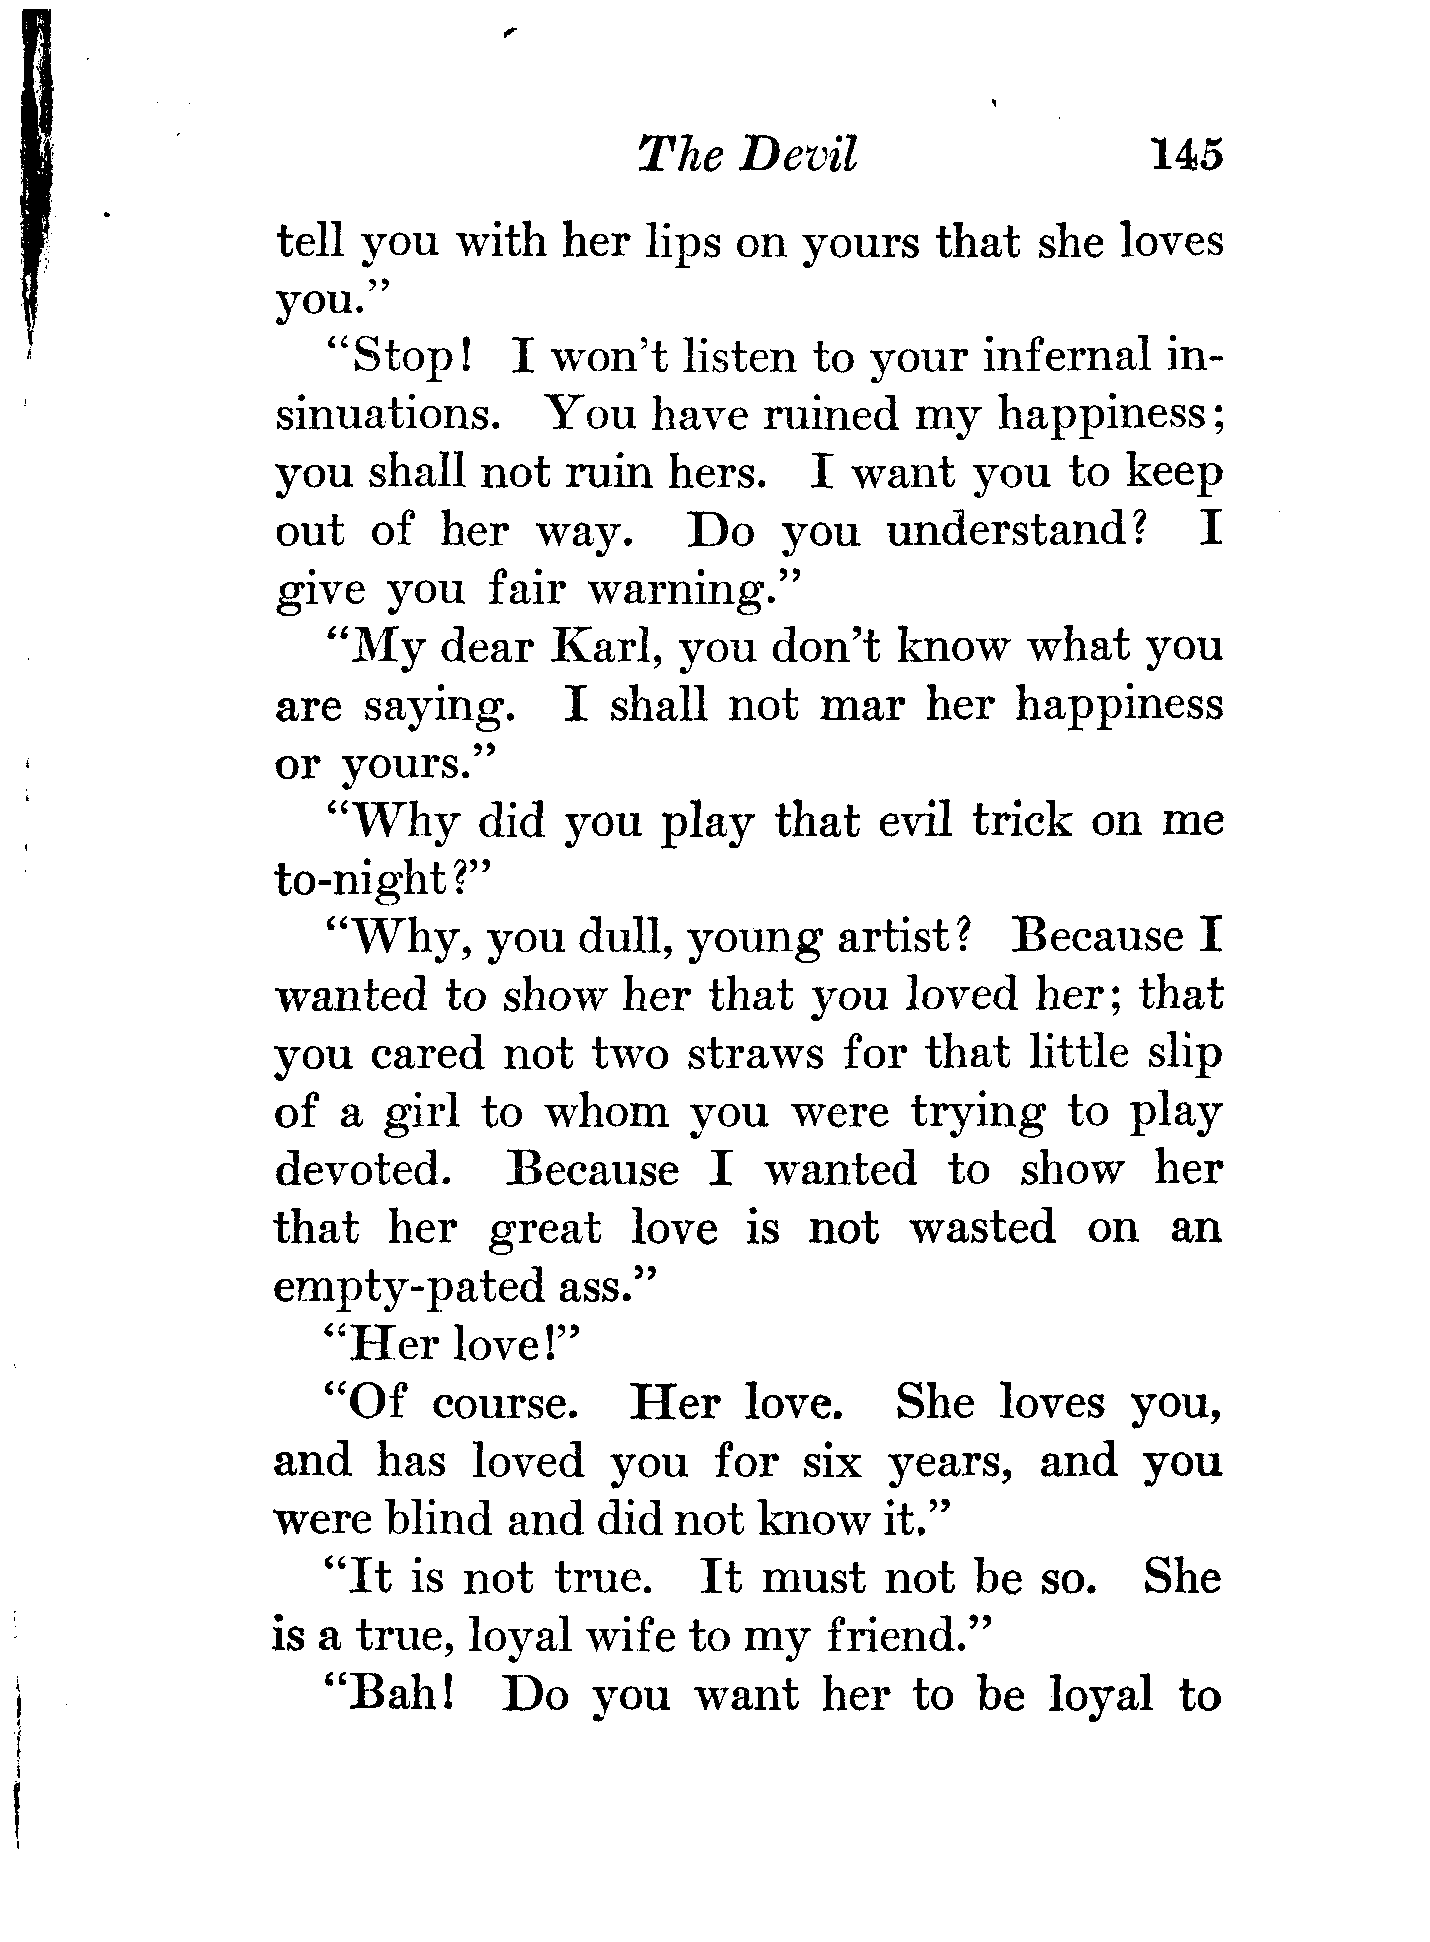 The Devil 145
tell you with her lips on yours that she loves
you."
"Stop! I won't listen to your infernal in-
sinuations. You have ruined my happiness;
you shall not ruin hers. I want you to keep
out of her way. Do you understand? I
give you fair warning."
"My dear Karl, you don't know what you
are saying. I shall not mar her happiness
or yours."
"Why did you play that evil trick on me
to-night?"
"Why, you dull, young artist? Because I
wanted to show her that you loved her; that
you cared not two straws for that little slip
of a girl to whom you were trying to play
devoted. Because I wanted to show her
that her great love is not wasted on an
empty-pated ass."
"Her love!"
"Of course. Her love. She loves you,
and has loved you for six years, and you
were blind and did not know it."
"It is not true. It must not be so. She
is a true, loyal wife to my friend."
"Bah! Do you want her to be loyal to